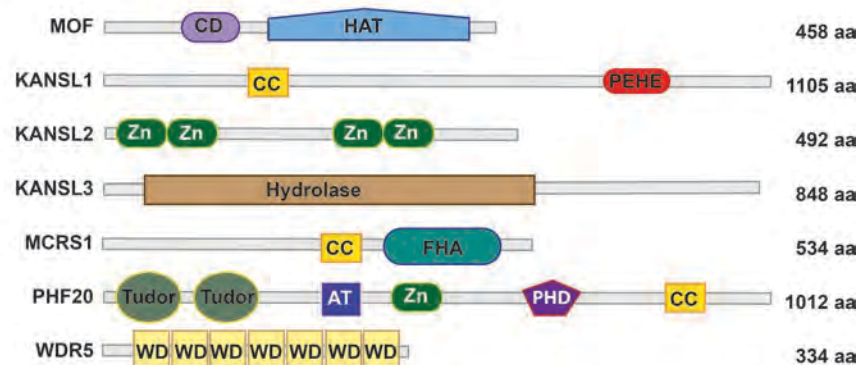 MOF CD HAT 458 aa
KANSL1 CC PEHE 1105 aa
KANSL2 Zn Zn Zn Zn 492 aa
KANSL3 Hydrolase 848 aa
MCRS1 CC FHA 534 aa
PHF20 Tudor Tudor AT Zn PHD CC 1012 aa
WDR5 WD WD WD WD WD WD WD 334 aa